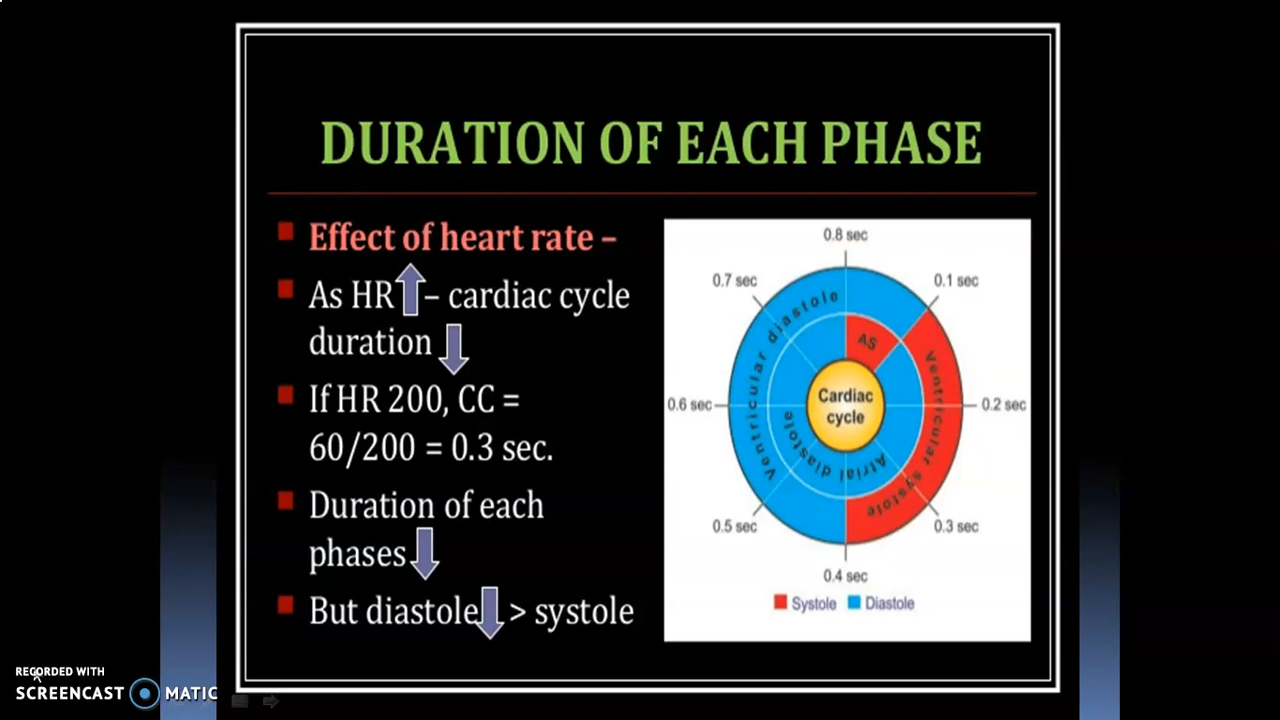 DURATION OF EACH PHASE
Effect of heart rate –
As HR – cardiac cycle
duration
If HR 200, CC =
60/200 = 0.3 sec.
Duration of each
phases
But diastole > systole
0.8 sec
0.7 sec
0.1 sec
Ventricular diastole
AS
Ventricular systole
0.6 sec
Cardiac
cycle
0.2 sec
Atrial diastole
0.5 sec
0.3 sec
0.4 sec
Systole Diastole
RECORDED WITH
SCREENCAST MATIC